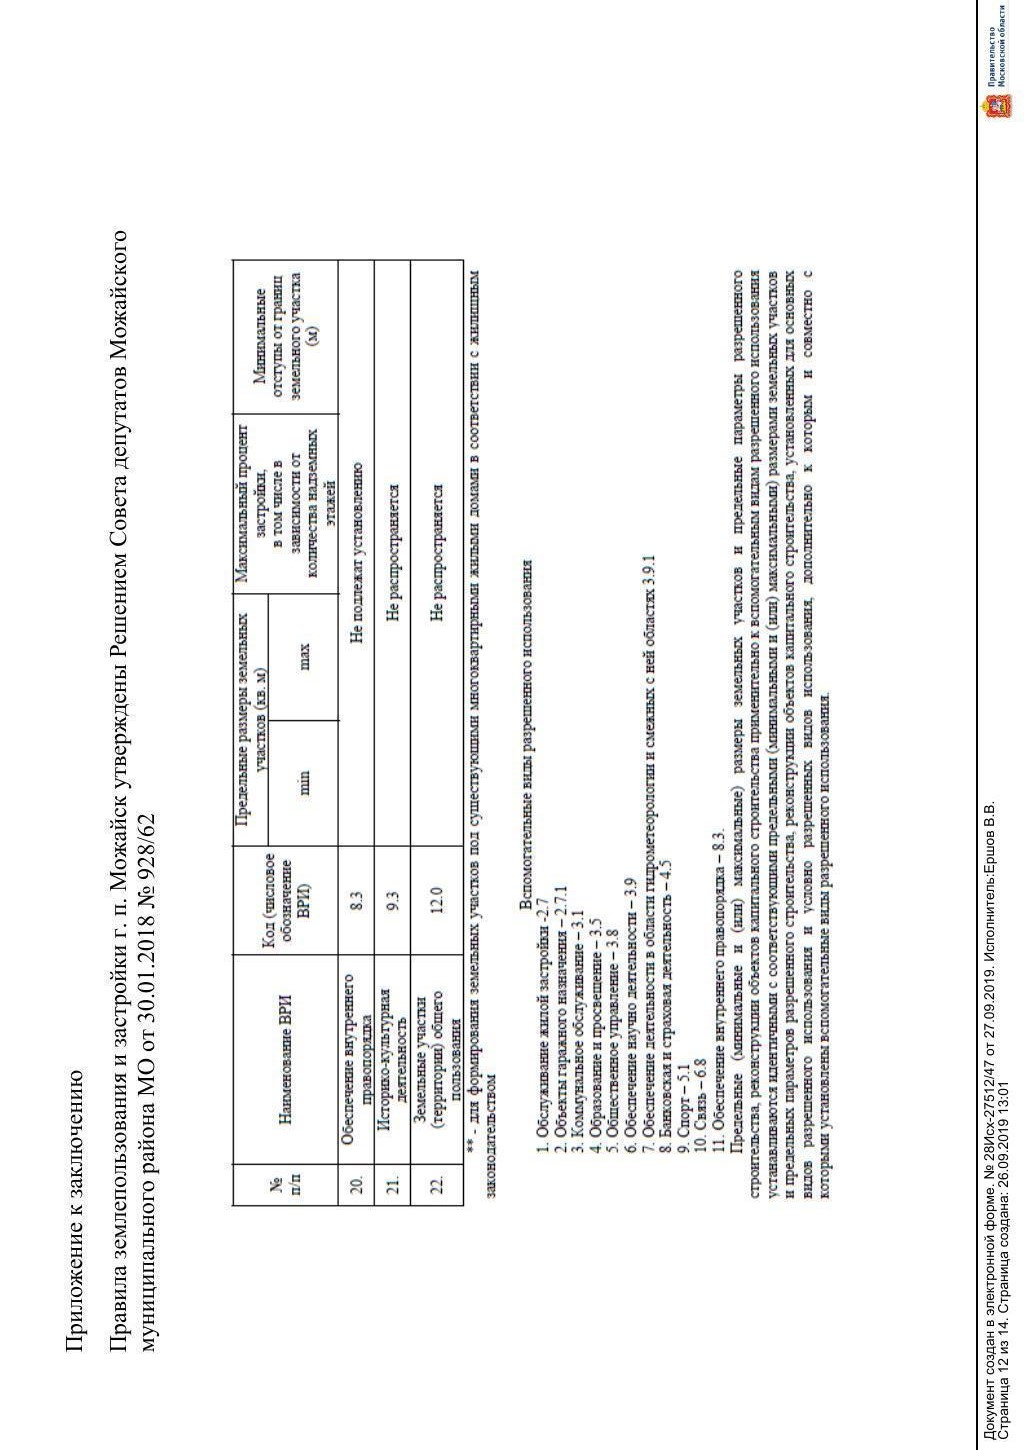 Приложение к заключению
Правила землепользования и застройки г. п. Можайск утверждены Решением Совета депутатов Можайского
муниципального района МО от 30.01.2018 № 928/62
№ п/п
Наименование ВРИ
Код (числовое обозначение ВРИ)
Предельные размеры земельных участков (кв. м)
min
max
Максимальный процент застройки, в том числе в зависимости от количества надземных этажей
Минимальные отступы от границ земельного участка (м)
20. Обеспечение внутреннего правопорядка 8.3 Не подлежат установлению
21. Историко-культурная деятельность 9.3 Не распространяется
22. Земельные участки (территории) общего пользования 12.0 Не распространяется
** - для формирования земельных участков под существующими многоквартирными жилыми домами в соответствии с жилищным
законодательством
Вспомогательные виды разрешенного использования
1. Обслуживание жилой застройки -2.7
2. Объекты гаражного назначения – 2.7.1
3. Коммунальное обслуживание – 3.1
4. Образование и просвещение – 3.5
5. Общественное управление – 3.8
6. Обеспечение научно деятельности – 3.9
7. Обеспечение деятельности в области гидрометеорологии и смежных с ней областях 3.9.1
8. Банковская и страховая деятельность – 4.5
9. Спорт – 5.1
10. Связь – 6.8
11. Обеспечение внутреннего правопорядка – 8.3.
Предельные (минимальные и (или) максимальные) размеры земельных участков и предельные параметры разрешенного
строительства, реконструкции объектов капитального строительства применительно к вспомогательным видам разрешенного использования
устанавливаются идентичными с соответствующими предельными (минимальными и (или) максимальными) размерами земельных участков
и предельных параметров разрешенного строительства, реконструкции объектов капитального строительства, установленных для основных
видов разрешенного использования и условно разрешенных видов использования, дополнительно к которым и совместно с
которыми установлены вспомогательные виды разрешенного использования.
Документ создан в электронной форме. № 28Исх-27512/47 от 27.09.2019. Исполнитель:Ершов В.В.
Страница 12 из 14. Страница создана: 26.09.2019 13:01
Правительство
Московской области